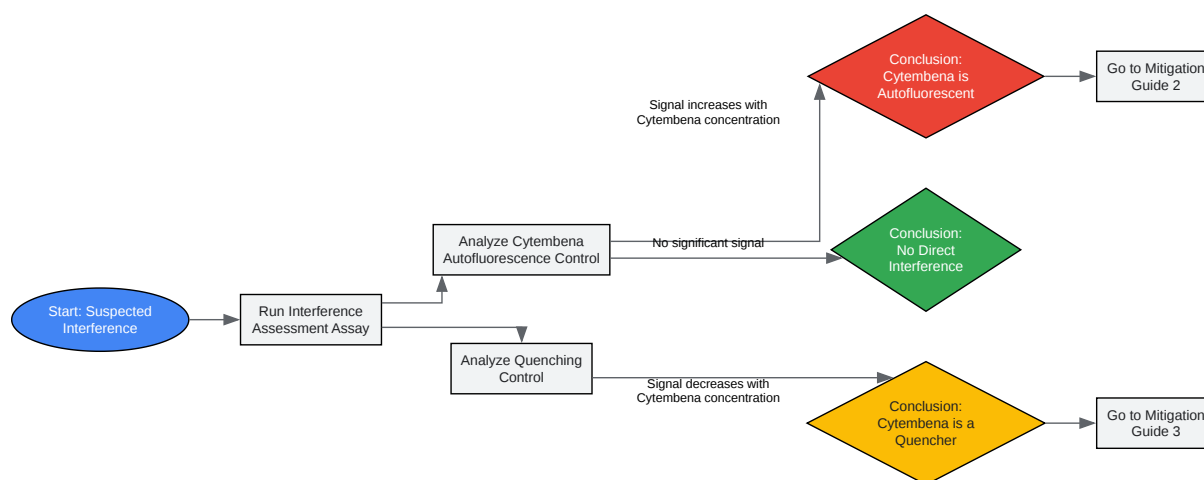 Start: Suspected
Interference
Run Interference
Assessment Assay
Analyze Cytembena
Autofluorescence Control
Analyze Quenching
Control
Signal increases with
Cytembena concentration
No significant signal
Signal decreases with
Cytembena concentration
Conclusion:
Cytembena is
Autofluorescent
Conclusion:
No Direct
Interference
Conclusion:
Cytembena is a
Quencher
Go to Mitigation
Guide 2
Go to Mitigation
Guide 3